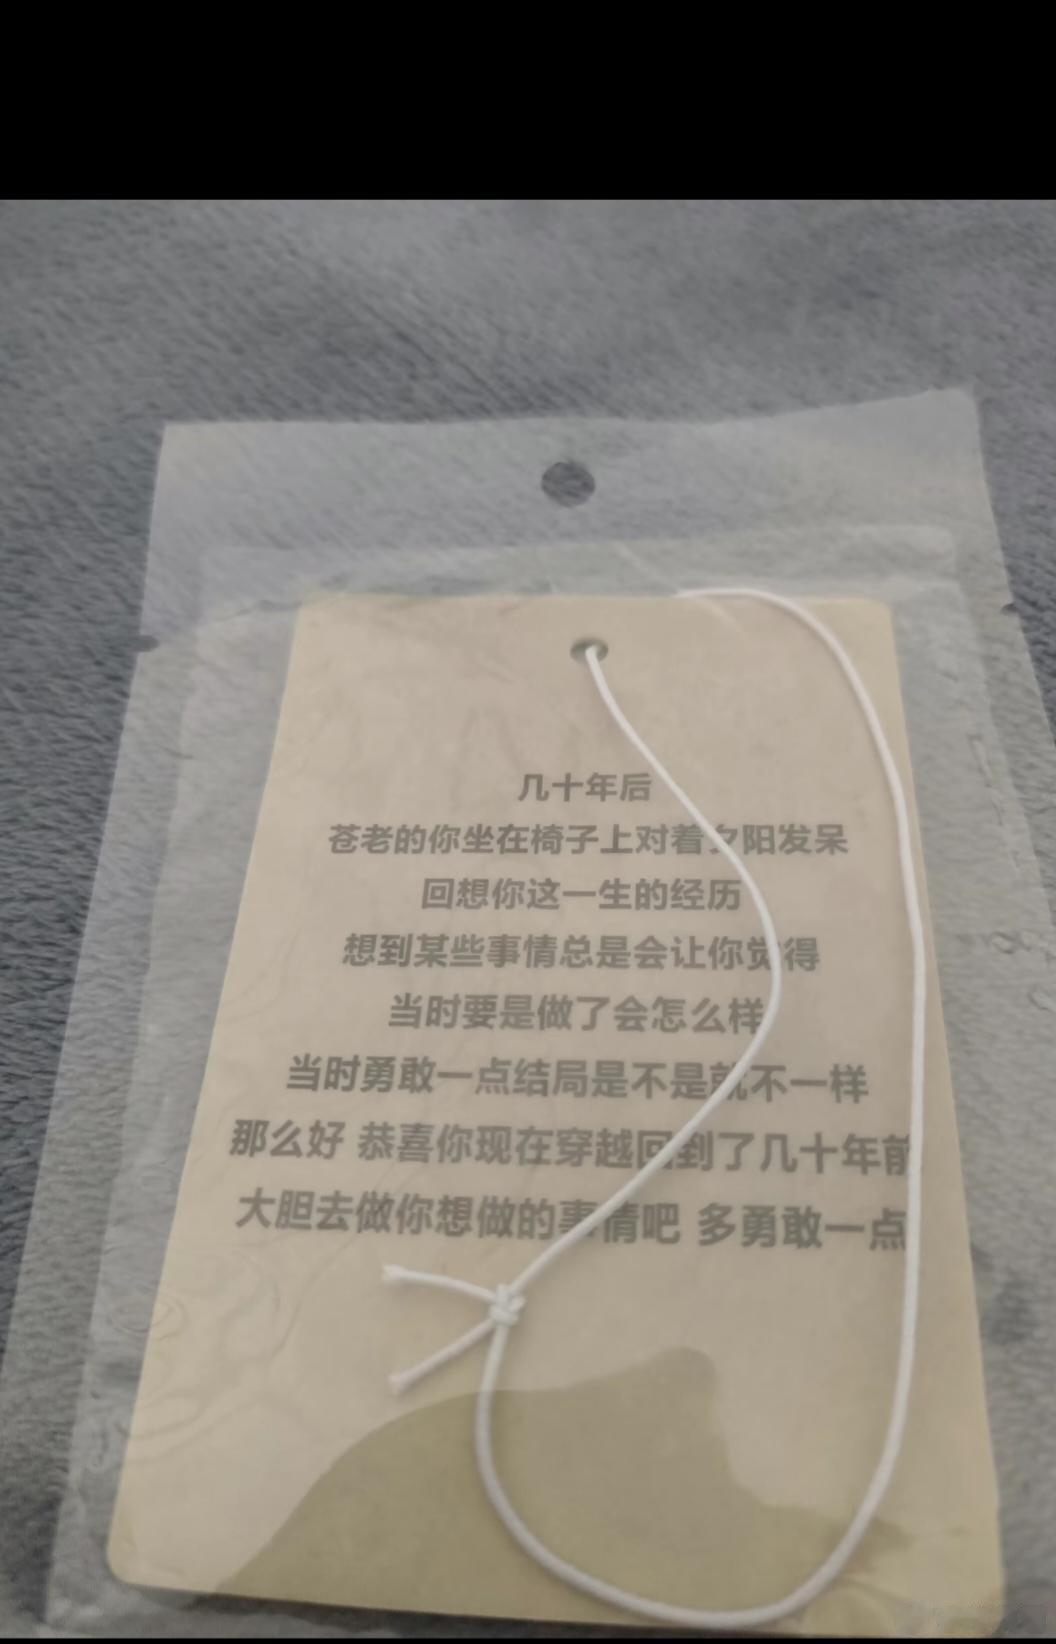 几十年后
苍老的你坐在椅子上对着夕阳发呆
回想你这一生的经历
想到某些事情总是会让你觉得
当时要是做了会怎么样
当时勇敢一点结局是不是就不一样
那么好 恭喜你现在穿越回到了几十年前
大胆去做你想做的事情吧 多勇敢一点